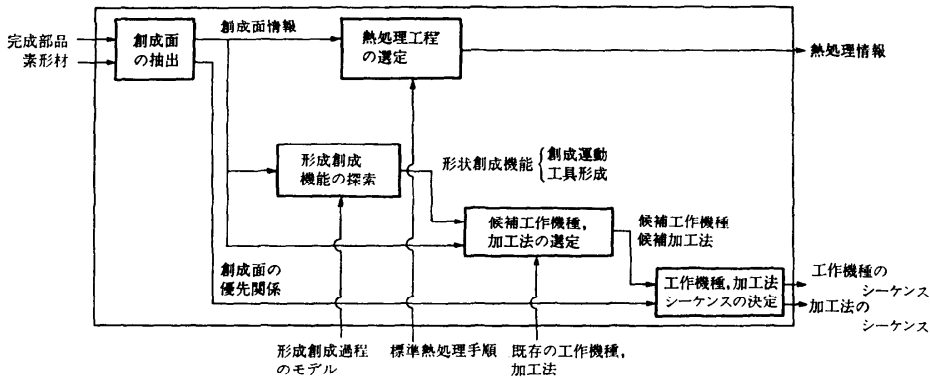 完成部品
素形材
創成面
の抽出
創成面情報
熱処理工程
の選定
熱処理情報
形成創成
機能の探索
形状創成機能
創成運動
工具形成
候補工作機種,
加工法の選定
候補工作機種
候補加工法
創成面の
優先関係
工作機種,加工法
シーケンスの決定
工作機種の
シーケンス
加工法の
シーケンス
形成創成過程
のモデル
標準熱処理手順
既存の工作機種,
加工法